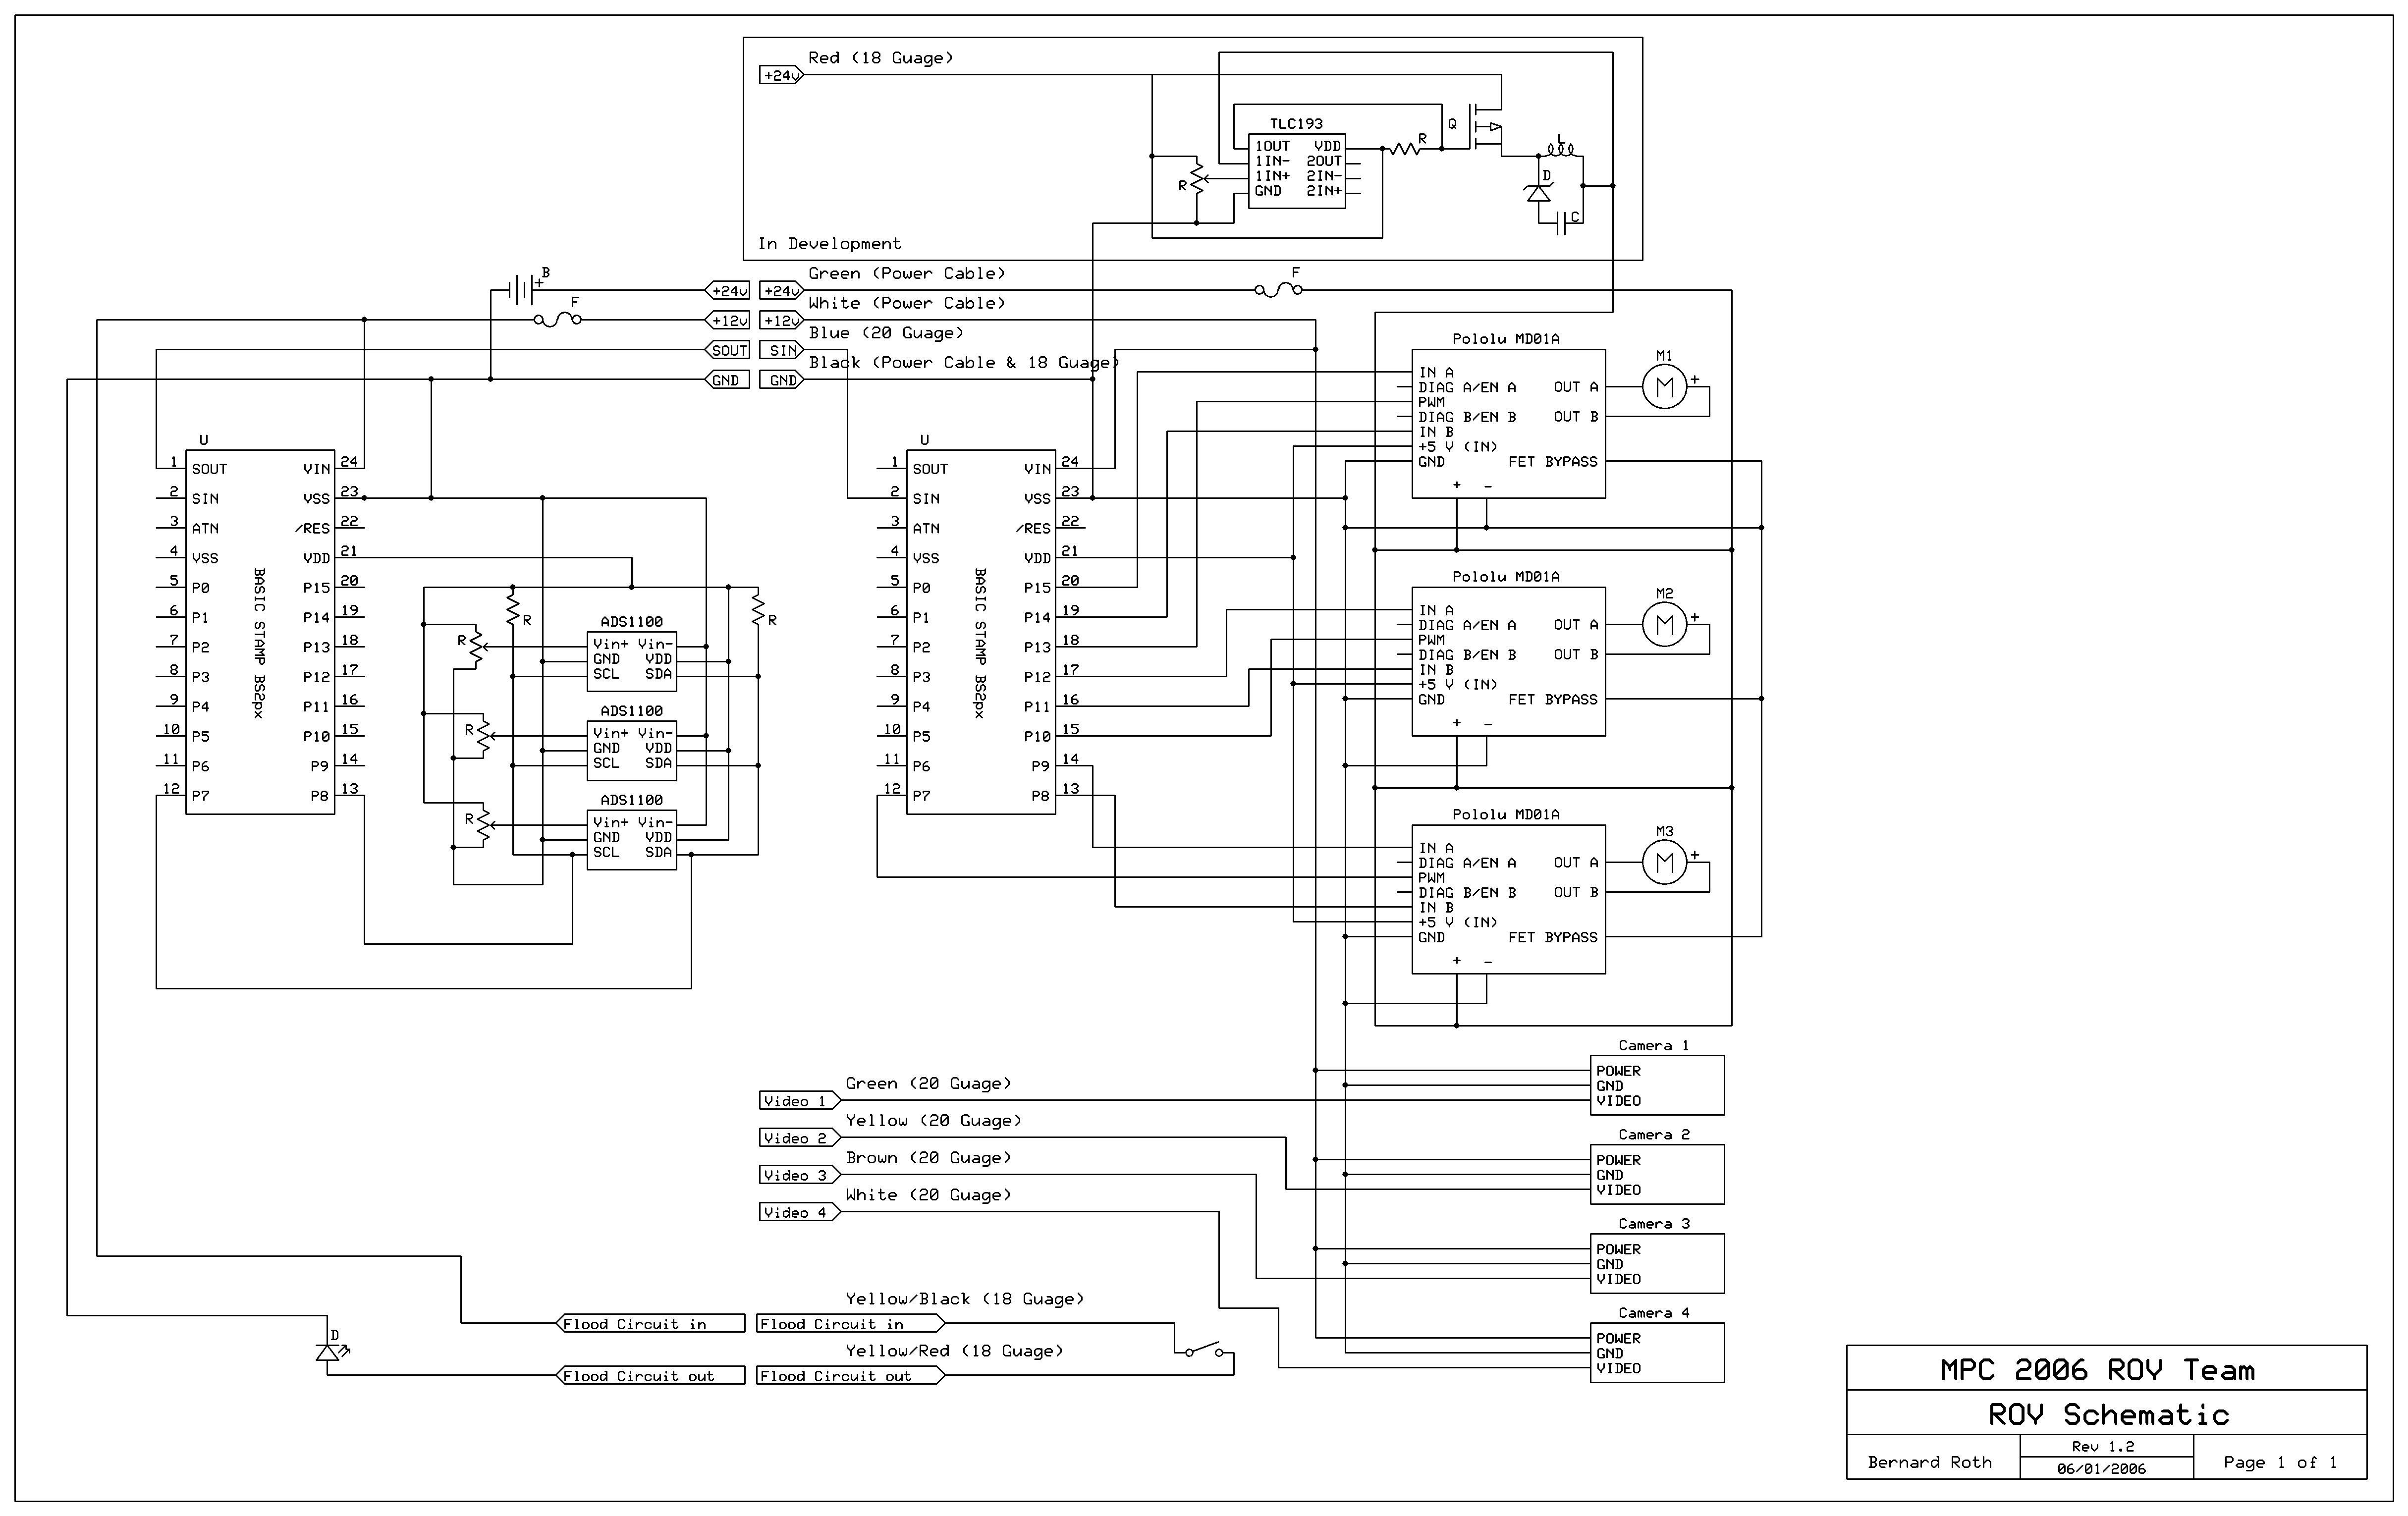 Red (18 Guage)
+24v
TLC193
1OUT VDD
1IN- 2OUT
1IN+ 2IN-
GND 2IN+
R
R
Q
L
D
C
In Development
Green (Power Cable)
B
+
+24v
+24v
F
White (Power Cable)
F
+12v
+12v
Blue (20 Guage)
SOUT
SIN
Black (Power Cable & 18 Guage)
GND
GND
U
BASIC STAMP BS2px
1 SOUT VIN 24
2 SIN VSS 23
3 ATN /RES 22
4 VSS VDD 21
5 P0 P15 20
6 P1 P14 19
7 P2 P13 18
8 P3 P12 17
9 P4 P11 16
10 P5 P10 15
11 P6 P9 14
12 P7 P8 13
R
R
R
ADS1100
Vin+ Vin-
GND VDD
SCL SDA
R
ADS1100
Vin+ Vin-
GND VDD
SCL SDA
R
ADS1100
Vin+ Vin-
GND VDD
SCL SDA
U
BASIC STAMP BS2px
1 SOUT VIN 24
2 SIN VSS 23
3 ATN /RES 22
4 VSS VDD 21
5 P0 P15 20
6 P1 P14 19
7 P2 P13 18
8 P3 P12 17
9 P4 P11 16
10 P5 P10 15
11 P6 P9 14
12 P7 P8 13
Pololu MD01A
IN A
DIAG A/EN A OUT A
PWM
DIAG B/EN B OUT B
IN B
+5 V (IN)
GND FET BYPASS
+ -
M1
M +
Pololu MD01A
IN A
DIAG A/EN A OUT A
PWM
DIAG B/EN B OUT B
IN B
+5 V (IN)
GND FET BYPASS
+ -
M2
M +
Pololu MD01A
IN A
DIAG A/EN A OUT A
PWM
DIAG B/EN B OUT B
IN B
+5 V (IN)
GND FET BYPASS
+ -
M3
M +
Green (20 Guage)
Video 1
Yellow (20 Guage)
Video 2
Brown (20 Guage)
Video 3
White (20 Guage)
Video 4
Camera 1
POWER
GND
VIDEO
Camera 2
POWER
GND
VIDEO
Camera 3
POWER
GND
VIDEO
Camera 4
POWER
GND
VIDEO
Yellow/Black (18 Guage)
Flood Circuit in
Flood Circuit in
D
Yellow/Red (18 Guage)
Flood Circuit out
Flood Circuit out
MPC 2006 ROV Team
ROV Schematic
Bernard Roth
Rev 1.2
06/01/2006
Page 1 of 1